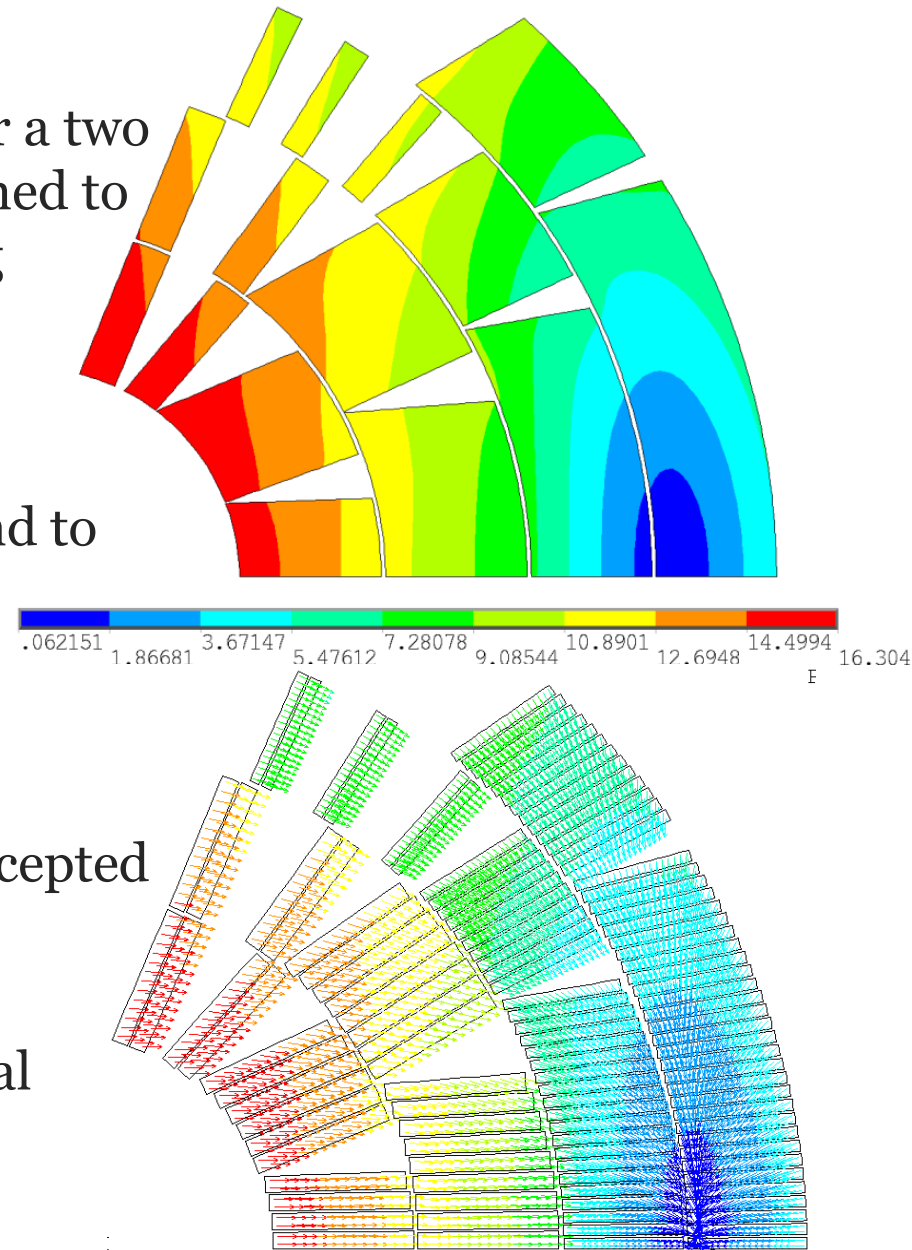 r a two
ned to
g
nd to
.062151
3.67147
7.28078
10.8901
14.4994
1.86681
5.47612
9.08544
12.6948
16.304
cepted
al